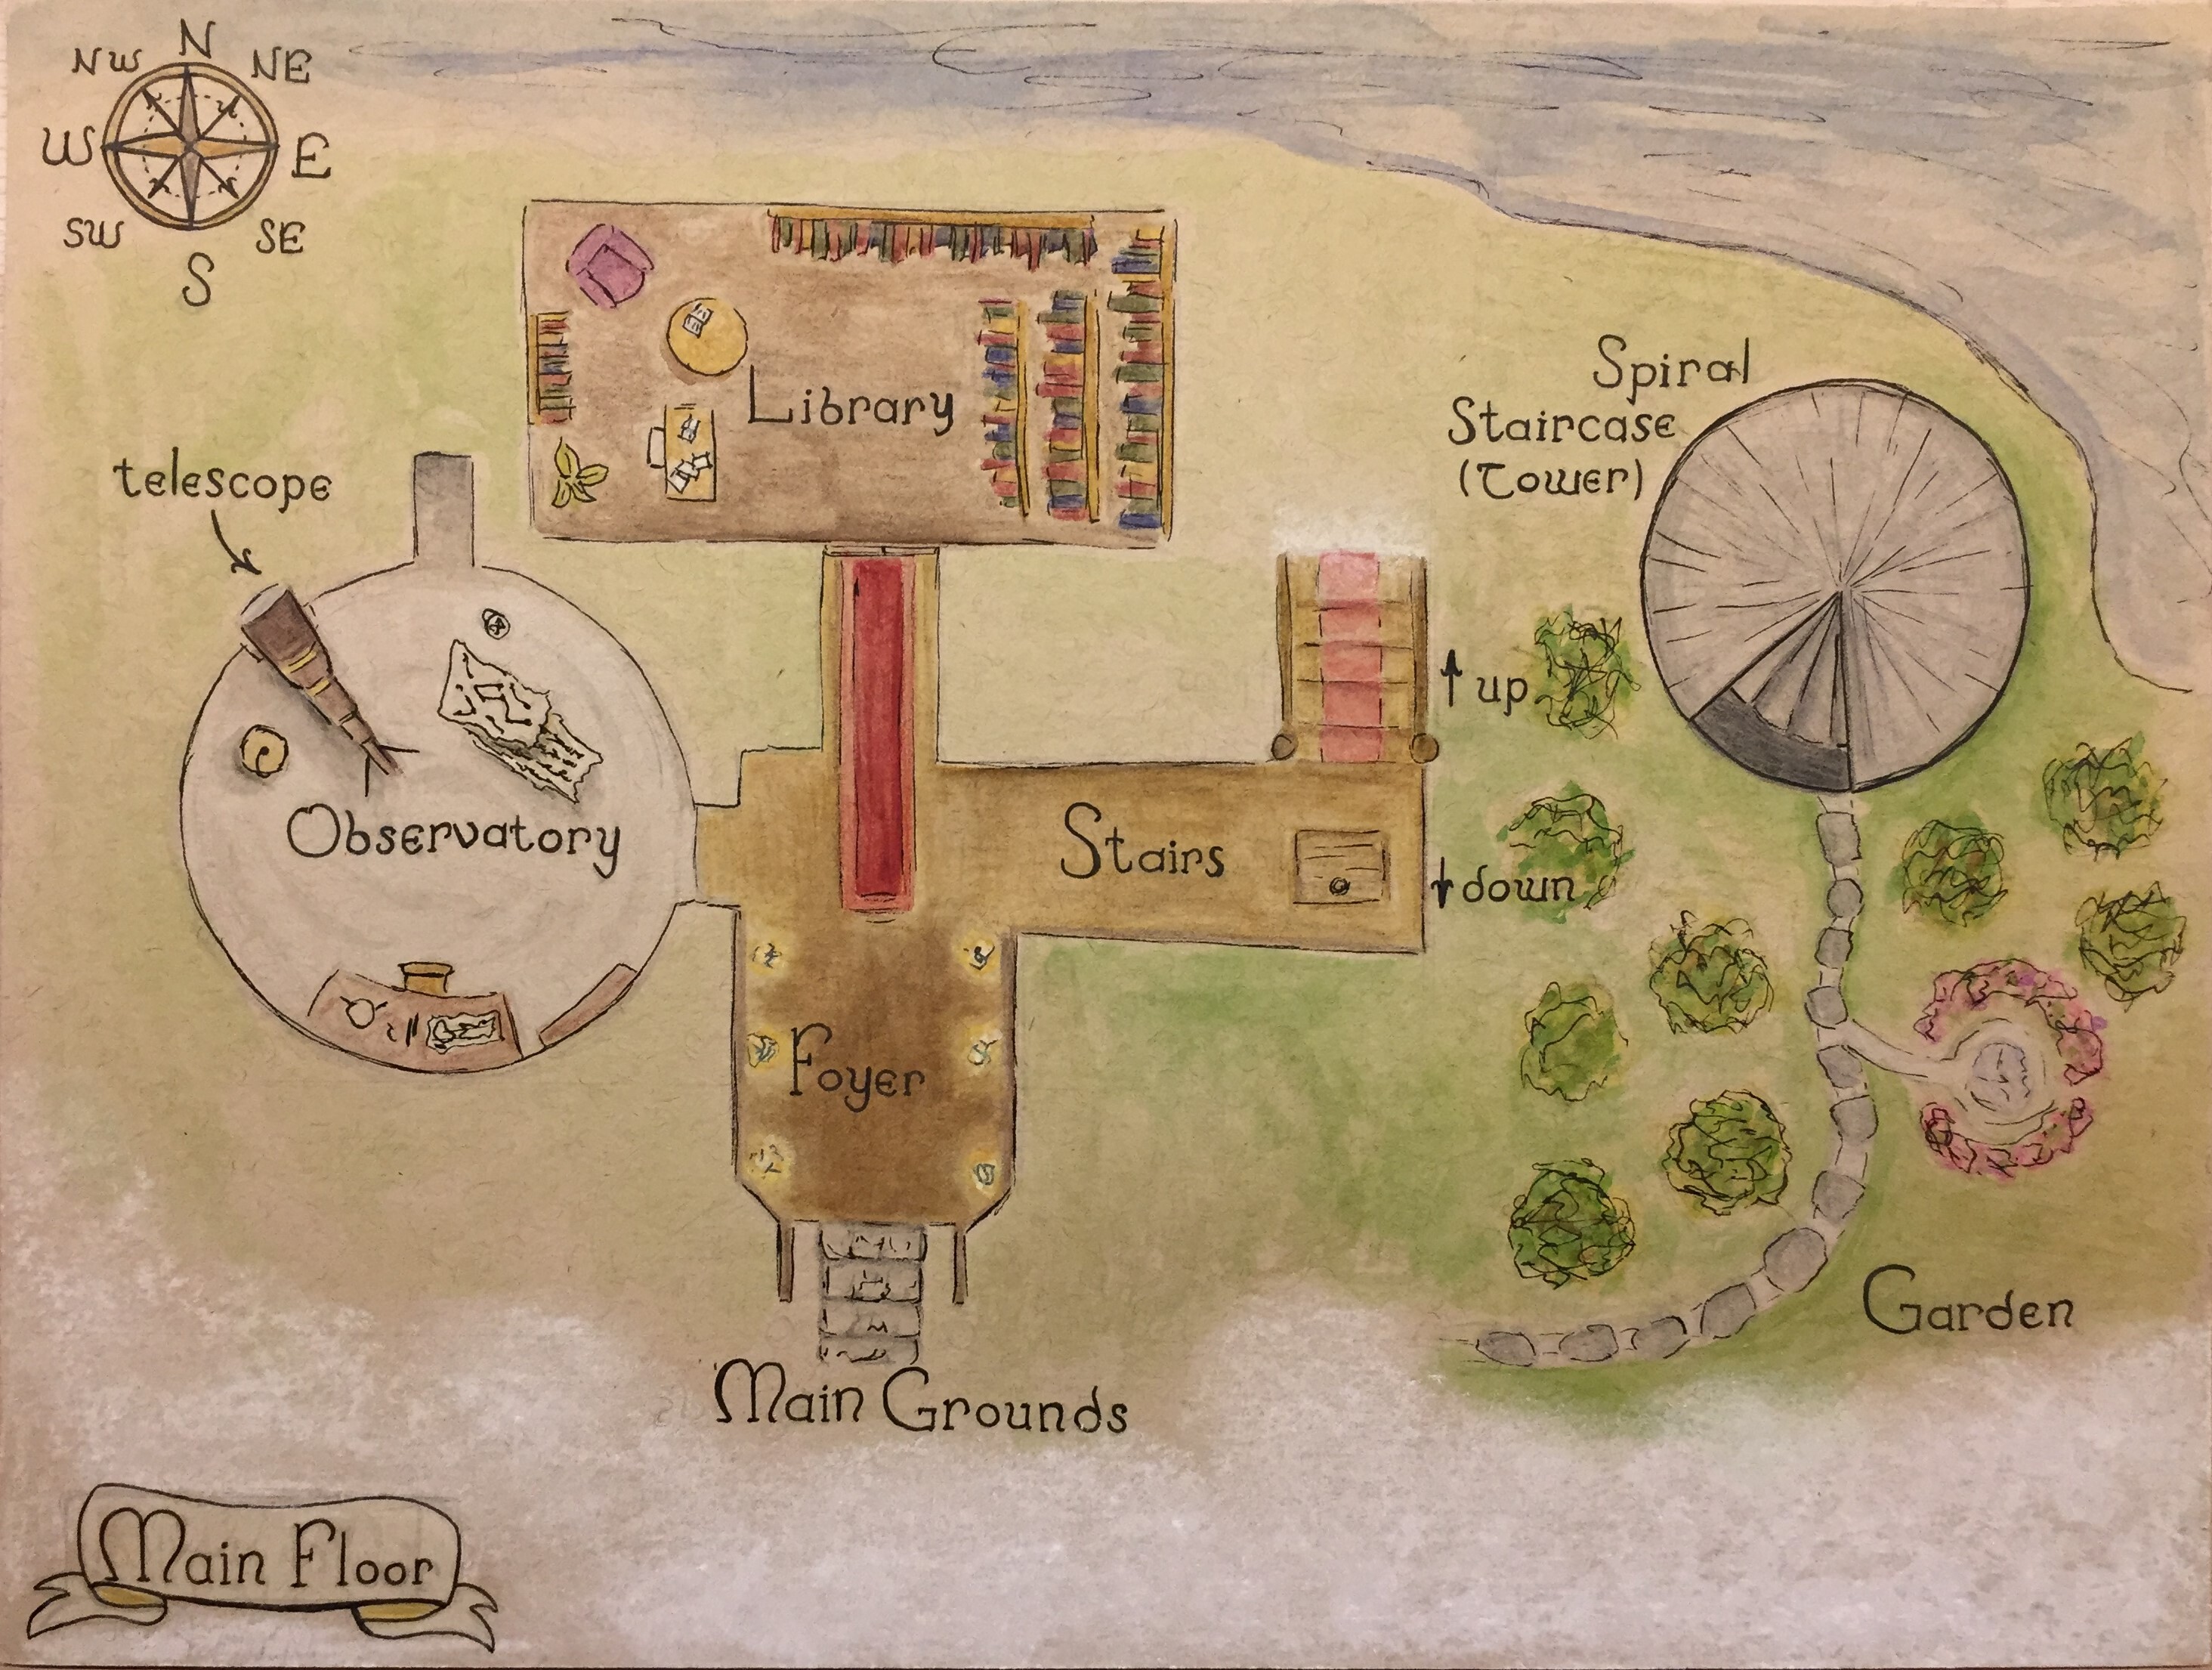 N
NW
NE
W
E
SW
SE
S
Library
Spiral
Staircase
(Tower)
telescope
↑ up
Observatory
Stairs
↓ down
Foyer
Garden
Main Grounds
Main Floor